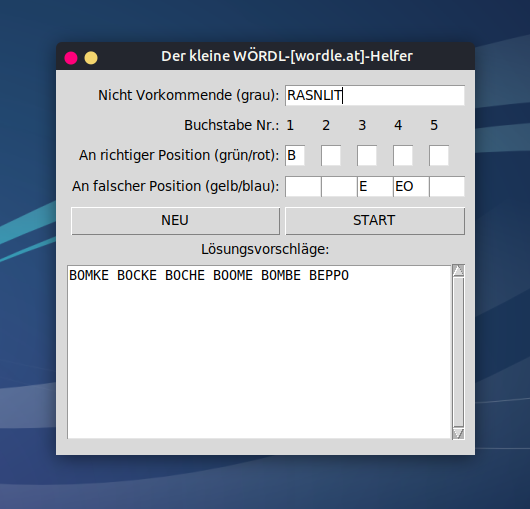 Der kleine WÖRDL-[wordle.at]-Helfer
Nicht Vorkommende (grau): RASNLIT
Buchstabe Nr.: 1 2 3 4 5
An richtiger Position (grün/rot): B
An falscher Position (gelb/blau): E EO
NEU START
Lösungsvorschläge:
BOMKE BOCKE BOCHE BOOME BOMBE BEPPO